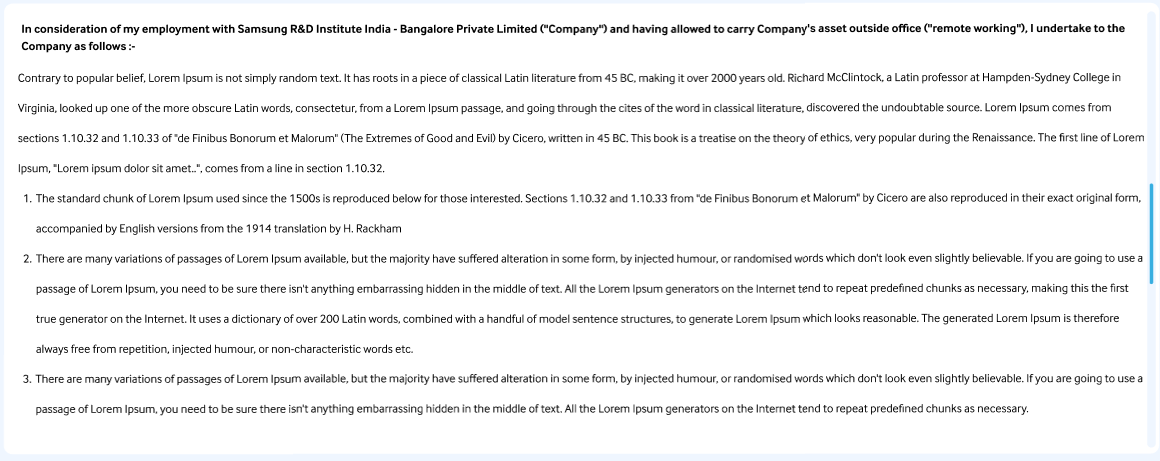 In consideration of my employment with Samsung R&D Institute India - Bangalore Private Limited ("Company") and having allowed to carry Company's asset outside office ("remote working"), I undertake to the
Company as follows :-
Contrary to popular belief, Lorem Ipsum is not simply random text. It has roots in a piece of classical Latin literature from 45 BC, making it over 2000 years old. Richard McClintock, a Latin professor at Hampden-Sydney College in
Virginia, looked up one of the more obscure Latin words, consectetur, from a Lorem Ipsum passage, and going through the cites of the word in classical literature, discovered the undoubtable source. Lorem Ipsum comes from
sections 1.10.32 and 1.10.33 of "de Finibus Bonorum et Malorum" (The Extremes of Good and Evil) by Cicero, written in 45 BC. This book is a treatise on the theory of ethics, very popular during the Renaissance. The first line of Lorem
Ipsum, "Lorem ipsum dolor sit amet..", comes from a line in section 1.10.32.
1. The standard chunk of Lorem Ipsum used since the 1500s is reproduced below for those interested. Sections 1.10.32 and 1.10.33 from "de Finibus Bonorum et Malorum" by Cicero are also reproduced in their exact original form,
accompanied by English versions from the 1914 translation by H. Rackham
2. There are many variations of passages of Lorem Ipsum available, but the majority have suffered alteration in some form, by injected humour, or randomised words which don't look even slightly believable. If you are going to use a
passage of Lorem Ipsum, you need to be sure there isn't anything embarrassing hidden in the middle of text. All the Lorem Ipsum generators on the Internet tend to repeat predefined chunks as necessary, making this the first
true generator on the Internet. It uses a dictionary of over 200 Latin words, combined with a handful of model sentence structures, to generate Lorem Ipsum which looks reasonable. The generated Lorem Ipsum is therefore
always free from repetition, injected humour, or non-characteristic words etc.
3. There are many variations of passages of Lorem Ipsum available, but the majority have suffered alteration in some form, by injected humour, or randomised words which don't look even slightly believable. If you are going to use a
passage of Lorem Ipsum, you need to be sure there isn't anything embarrassing hidden in the middle of text. All the Lorem Ipsum generators on the Internet tend to repeat predefined chunks as necessary.